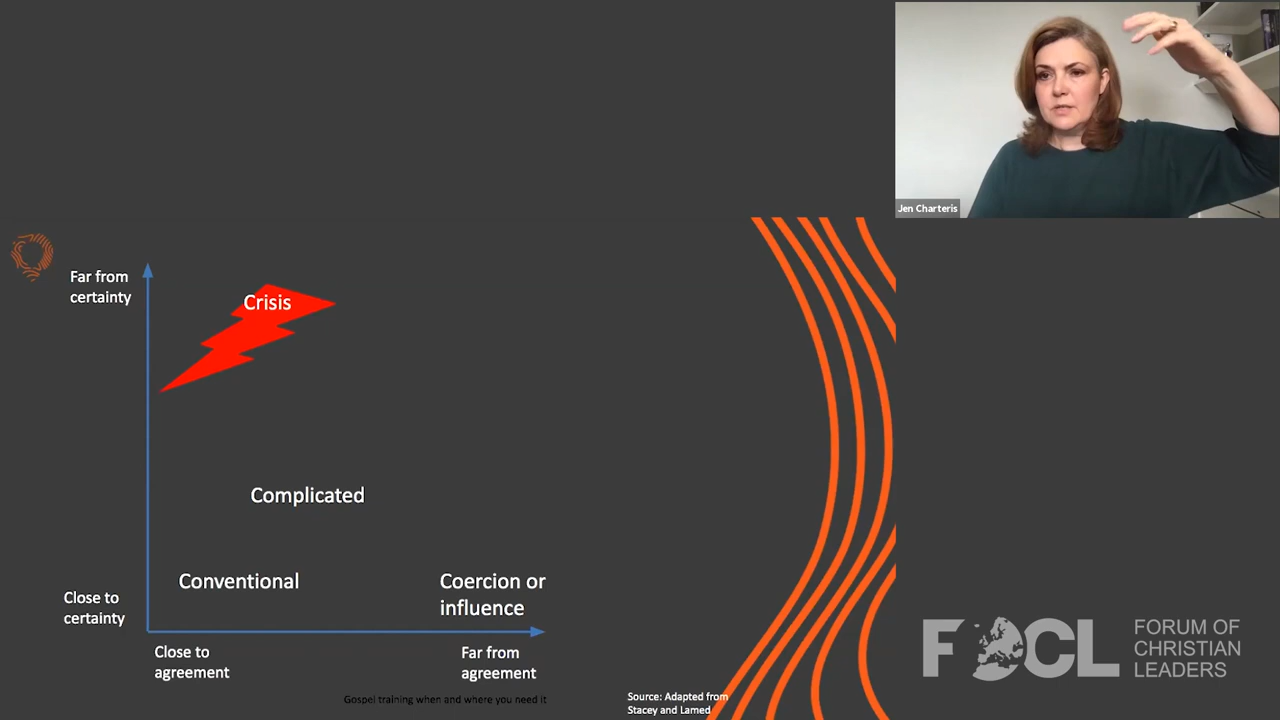 Jen Charteris
Far from
certainty
Crisis
Complicated
Conventional
Coercion or
influence
Close to
certainty
Close to
agreement
Far from
agreement
Gospel training when and where you need it
Source: Adapted from
Stacey and Lamed
FOCL
FORUM OF
CHRISTIAN
LEADERS